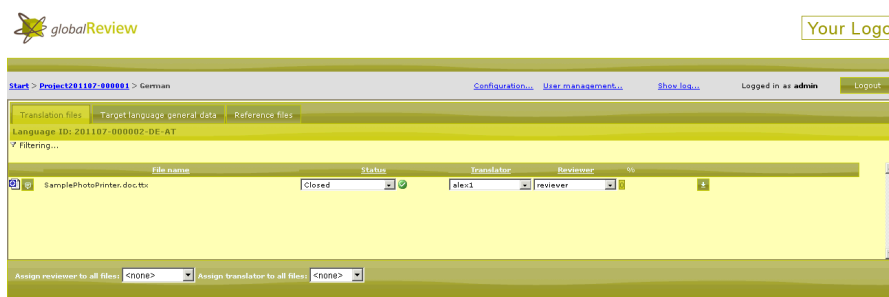 globalReview
Your Logo
Start > Project201107-000001 > German
Configuration... User management... Show log... Logged in as admin Logout
Translation files Target language general data Reference files
Language ID: 201107-000002-DE-AT
Filtering...
File name Status Translator Reviewer %
SamplePhotoPrinter.doc.ttx Closed alex1 reviewer 0
Assign reviewer to all files: <none> Assign translator to all files: <none>